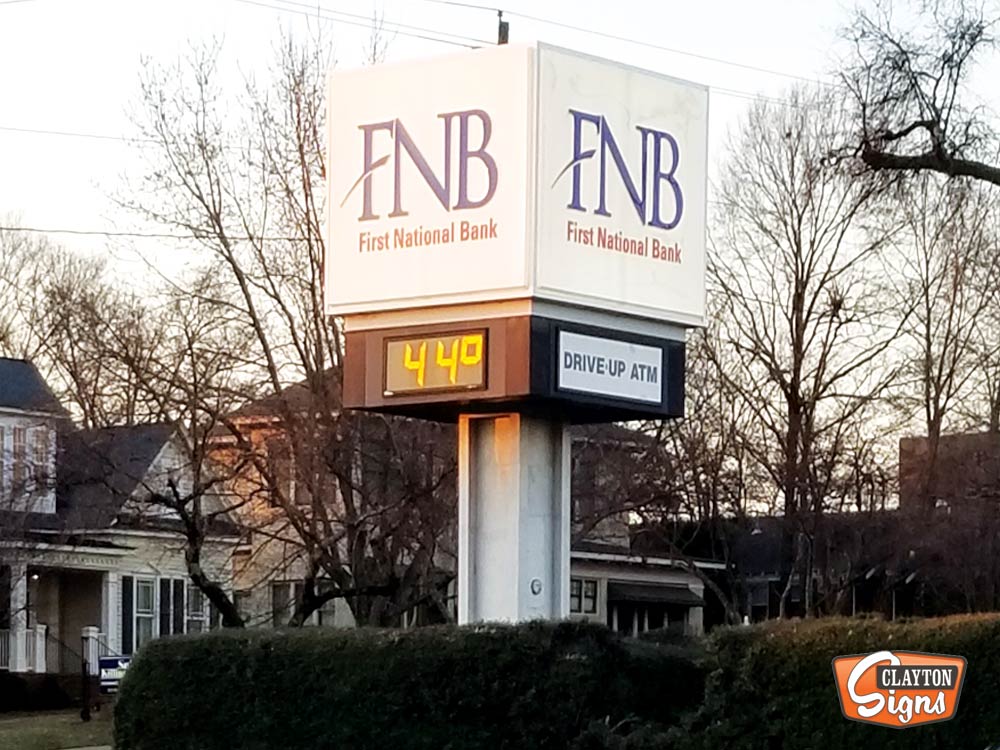 FNB
First National Bank
FNB
First National Bank
44°
DRIVE-UP ATM
CLAYTON
Signs